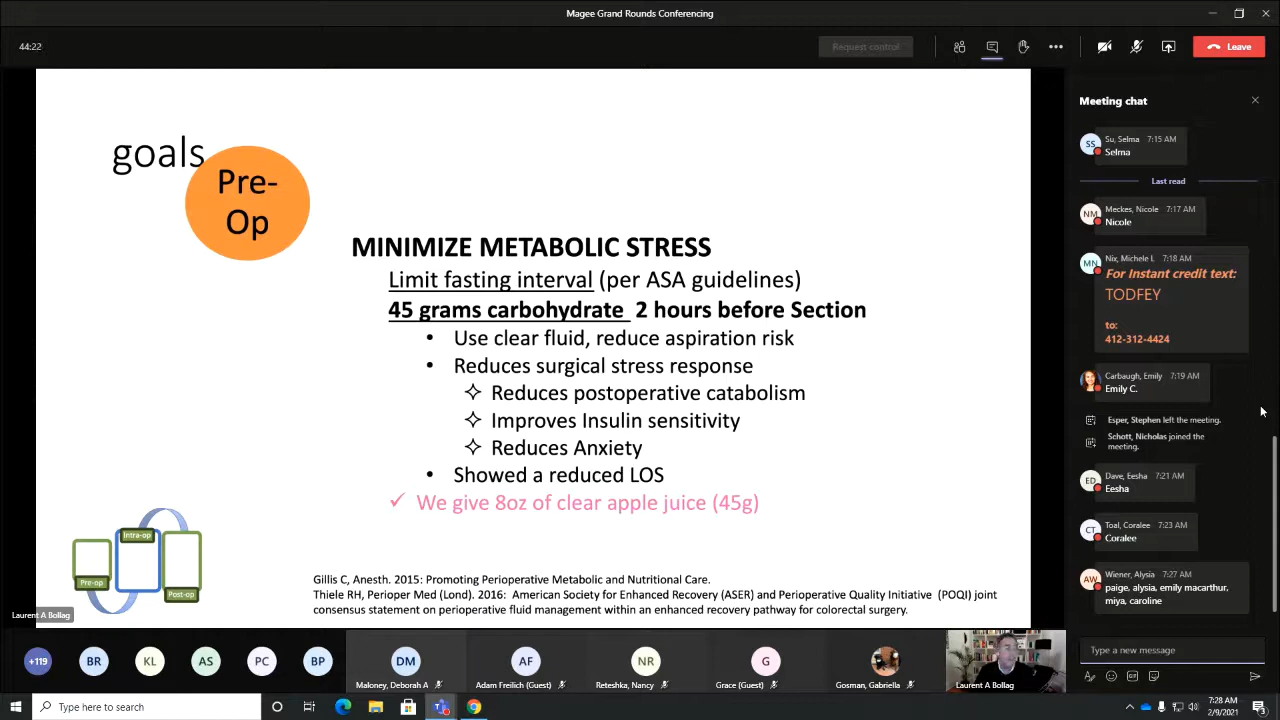 Magee Grand Rounds Conferencing
44:22
Request control
Leave
goals
Pre-
Op
MINIMIZE METABOLIC STRESS
Limit fasting interval (per ASA guidelines)
45 grams carbohydrate 2 hours before Section
• Use clear fluid, reduce aspiration risk
• Reduces surgical stress response
Reduces postoperative catabolism
Improves Insulin sensitivity
Reduces Anxiety
• Showed a reduced LOS
✓ We give 8oz of clear apple juice (45g)
Intra-op
Pre-op
Post-op
Gillis C, Anesth. 2015: Promoting Perioperative Metabolic and Nutritional Care.
Thiele RH, Perioper Med (Lond). 2016: American Society for Enhanced Recovery (ASER) and Perioperative Quality Initiative (POQI) joint
consensus statement on perioperative fluid management within an enhanced recovery pathway for colorectal surgery.
Laurent A Bollag
Meeting chat
SS
Su, Selma 7:15 AM
Selma
Last read
NM
Meckes, Nicole 7:17 AM
Nicole
MN
Nix, Michele L 7:18 AM
For Instant credit text:
TODFEY
to:
412-312-4424
Carbaugh, Emily 7:19 AM
Emily C.
Esper, Stephen left the meeting.
Schott, Nicholas joined the
meeting.
ED
Dave, Eesha 7:21 AM
Eesha
CT
Toal, Coralee 7:23 AM
Coralee
AW
Wiener, Alysia 7:27 AM
paige, alysia, emily macarthur,
miya, caroline
Type a new message
+119
BR
KL
AS
PC
BP
DM
Maloney, Deborah A
AF
Adam Freilich (Guest)
NR
Reteshka, Nancy
G
Grace (Guest)
Gosman, Gabriella
Laurent A Bollag
Type here to search
7:28 AM
2/9/2021